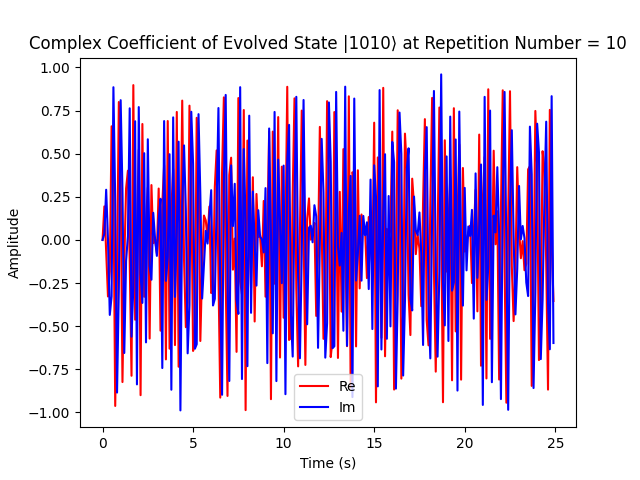 Complex Coefficient of Evolved State |1010⟩ at Repetition Number = 10
1.00
0.75
0.50
0.25
0.00
−0.25
−0.50
−0.75
−1.00
Amplitude
Re
Im
0 5 10 15 20 25
Time (s)